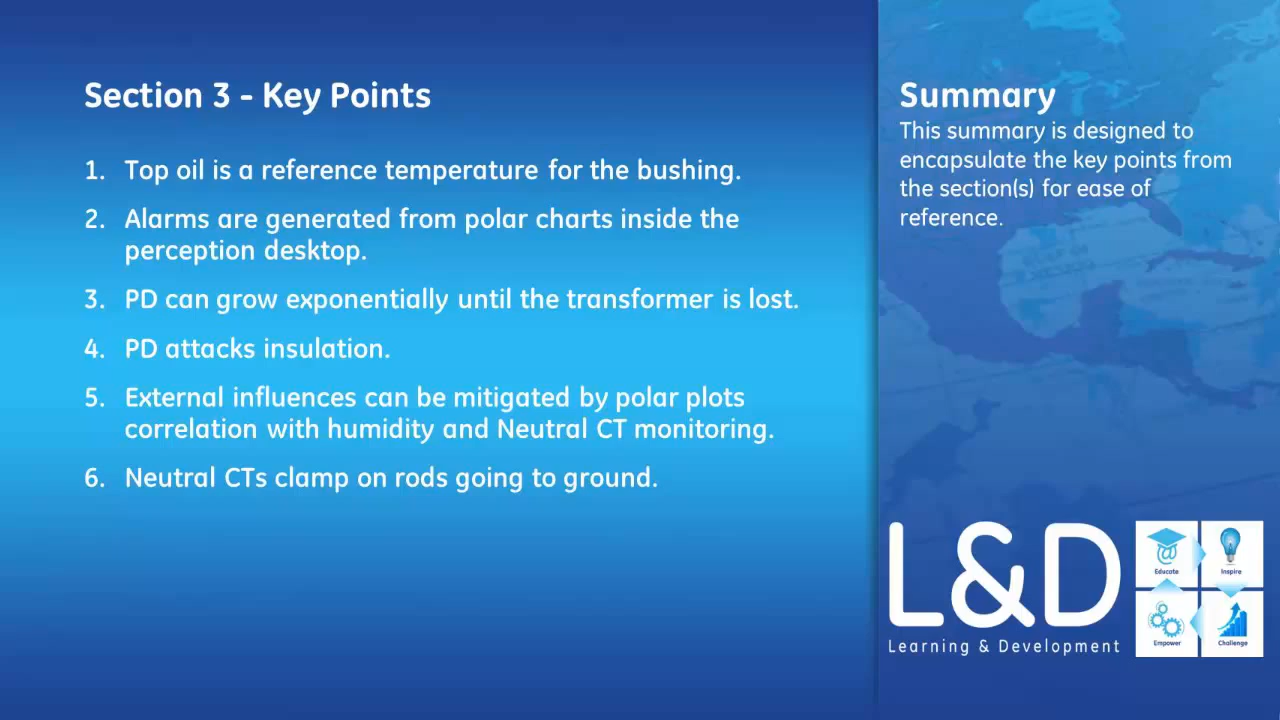 Section 3 - Key Points
1. Top oil is a reference temperature for the bushing.
2. Alarms are generated from polar charts inside the
perception desktop.
3. PD can grow exponentially until the transformer is lost.
4. PD attacks insulation.
5. External influences can be mitigated by polar plots
correlation with humidity and Neutral CT monitoring.
6. Neutral CTs clamp on rods going to ground.
Summary
This summary is designed to
encapsulate the key points from
the section(s) for ease of
reference.
L&D
Learning & Development
@
Educate
Inspire
Empower
Challenge